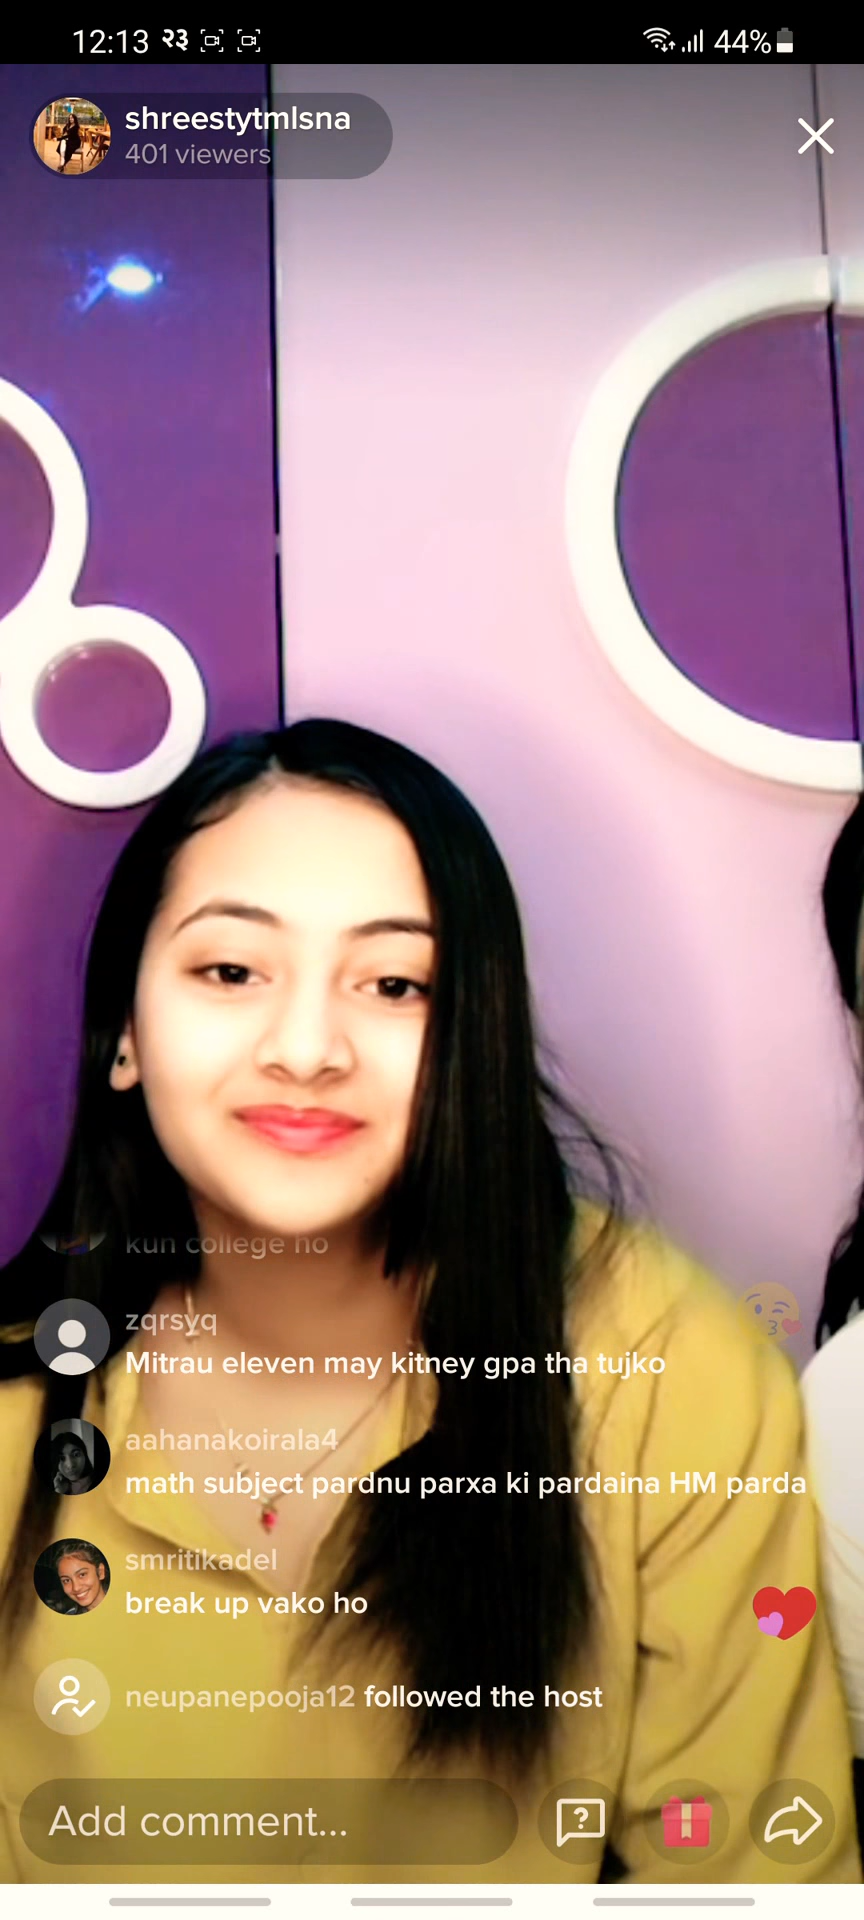 12:13 २३ 44%
shreestytmlsna
401 viewers
kun college ho
zqrsyq
Mitrau eleven may kitney gpa tha tujko
aahanakoirala4
math subject pardnu parxa ki pardaina HM parda
smritikadel
break up vako ho
neupanepooja12 followed the host
Add comment...